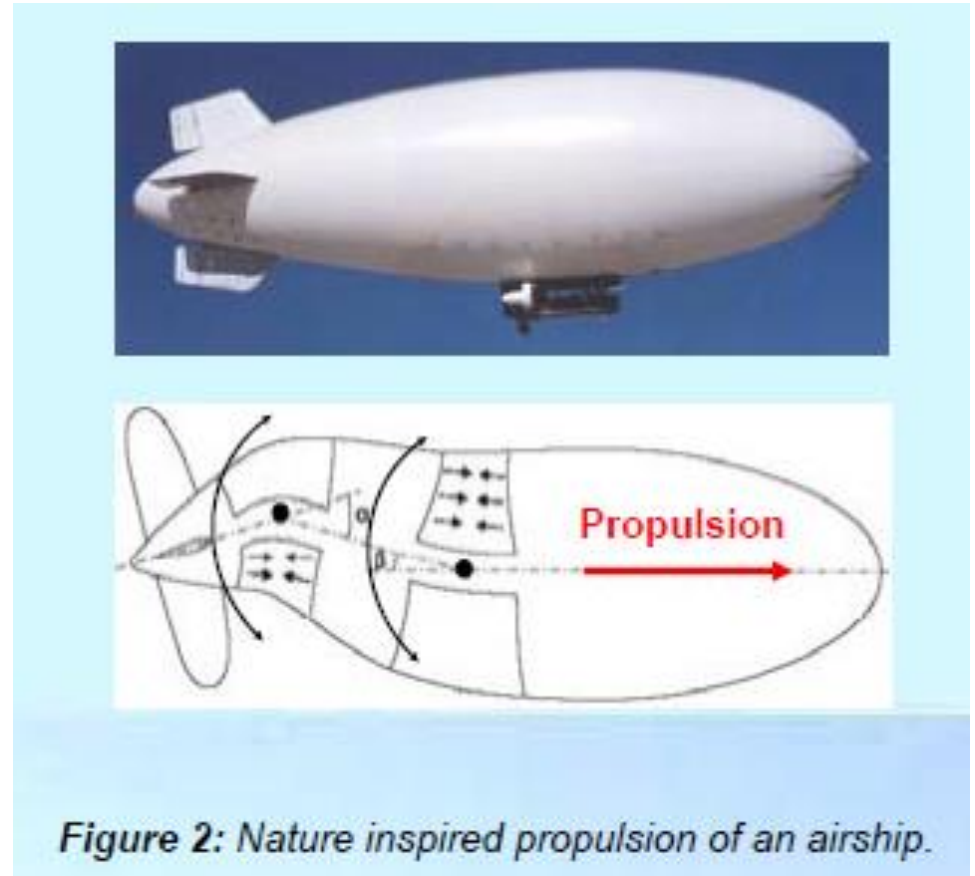 α
β
Propulsion
Figure 2: Nature inspired propulsion of an airship.